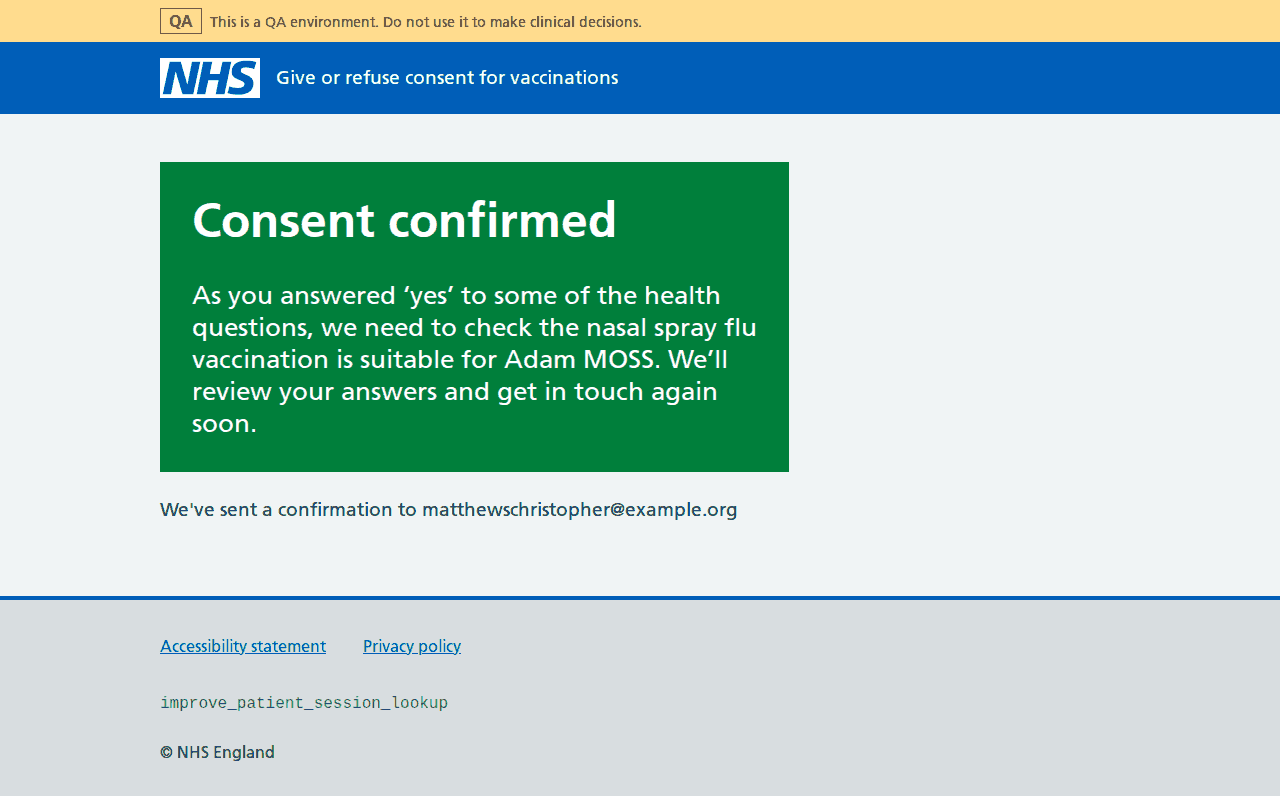 QA This is a QA environment. Do not use it to make clinical decisions.
NHS Give or refuse consent for vaccinations
Consent confirmed
As you answered ‘yes’ to some of the health
questions, we need to check the nasal spray flu
vaccination is suitable for Adam MOSS. We’ll
review your answers and get in touch again
soon.
We've sent a confirmation to matthewschristopher@example.org
Accessibility statement Privacy policy
improve_patient_session_lookup
© NHS England